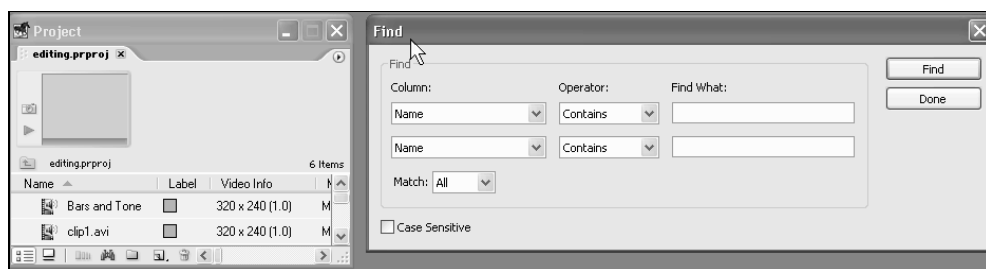 Project
editing.prproj
editing.prproj
6 Items
Name Label Video Info
Bars and Tone 320 x 240 (1.0) M
clip1.avi 320 x 240 (1.0) M
Find
Find
Column: Operator: Find What:
Name Contains
Name Contains
Match: All
Case Sensitive
Find
Done